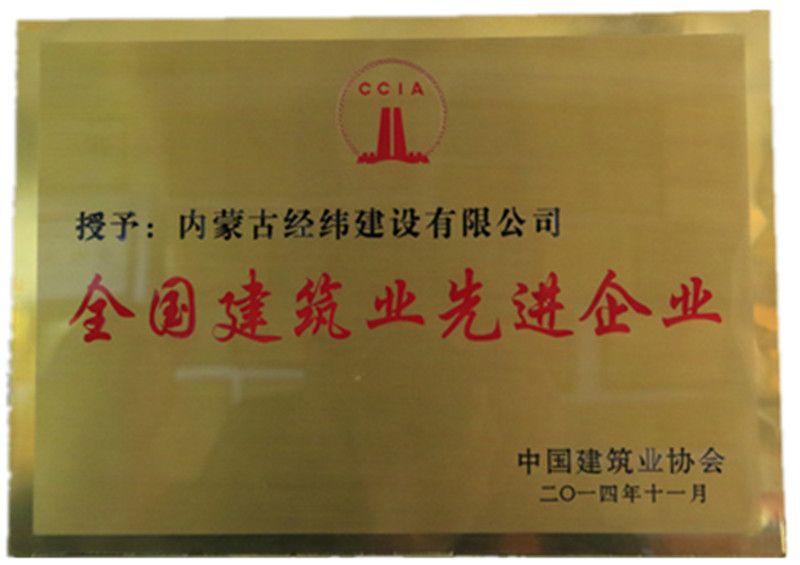 CCIA
授予：内蒙古经纬建设有限公司
全国建筑业先进企业
中国建筑业协会
二〇一四年十一月